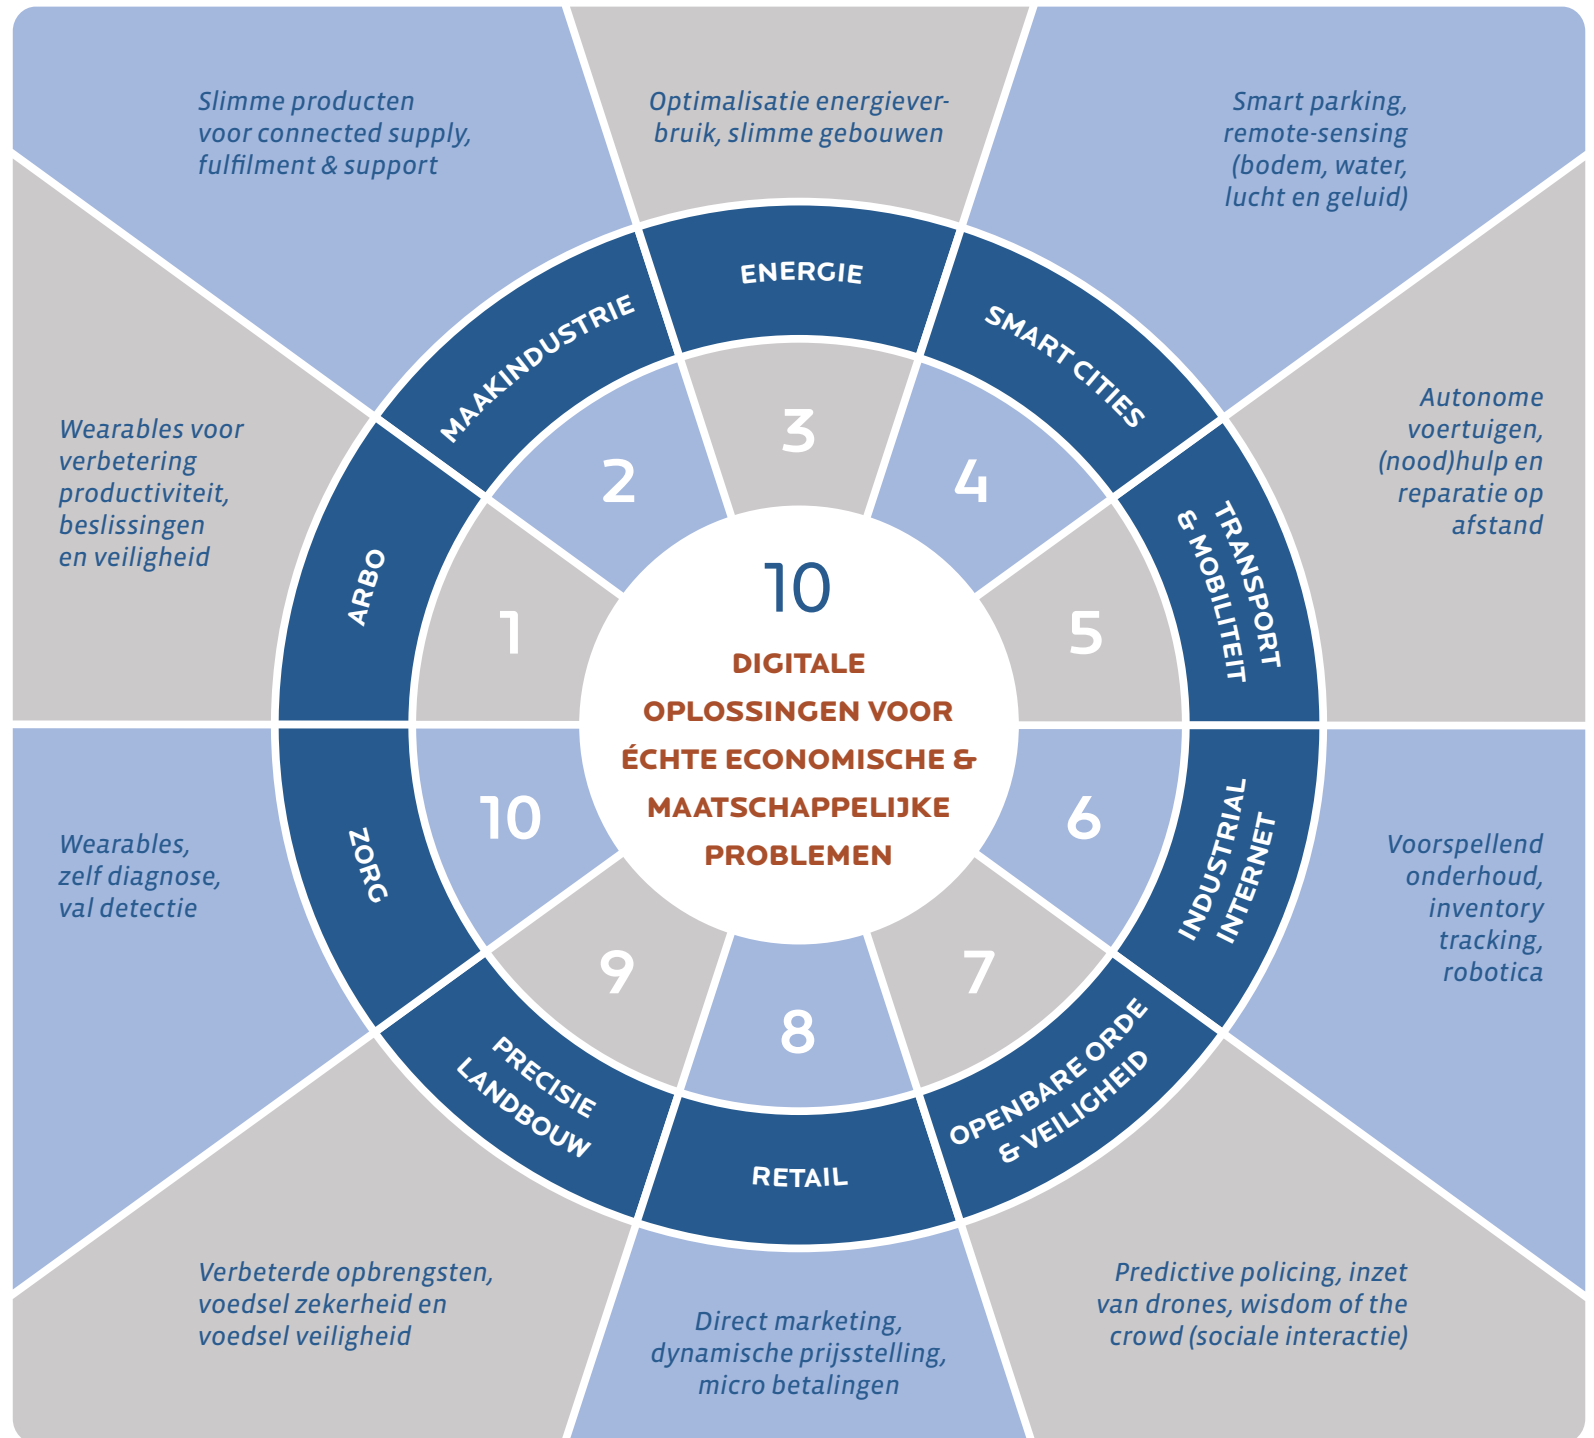 10
DIGITALE
OPLOSSINGEN VOOR
ÉCHTE ECONOMISCHE &
MAATSCHAPPELIJKE
PROBLEMEN
1
ARBO
Wearables voor
verbetering
productiviteit,
beslissingen
en veiligheid
2
MAAKINDUSTRIE
Slimme producten
voor connected supply,
fulfilment & support
3
ENERGIE
Optimalisatie energiever-
bruik, slimme gebouwen
4
SMART CITIES
Smart parking,
remote-sensing
(bodem, water,
lucht en geluid)
5
TRANSPORT
& MOBILITEIT
Autonome
voertuigen,
(nood)hulp en
reparatie op
afstand
6
INDUSTRIAL
INTERNET
Voorspellend
onderhoud,
inventory
tracking,
robotica
7
OPENBARE ORDE
& VEILIGHEID
Predictive policing, inzet
van drones, wisdom of the
crowd (sociale interactie)
8
RETAIL
Direct marketing,
dynamische prijsstelling,
micro betalingen
9
PRECISIE
LANDBOUW
Verbeterde opbrengsten,
voedsel zekerheid en
voedsel veiligheid
10
ZORG
Wearables,
zelf diagnose,
val detectie